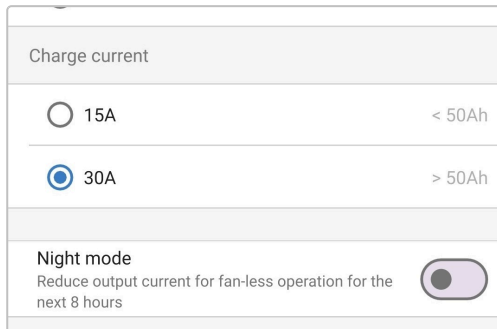 Charge current
15A < 50Ah
30A > 50Ah
Night mode
Reduce output current for fan-less operation for the
next 8 hours